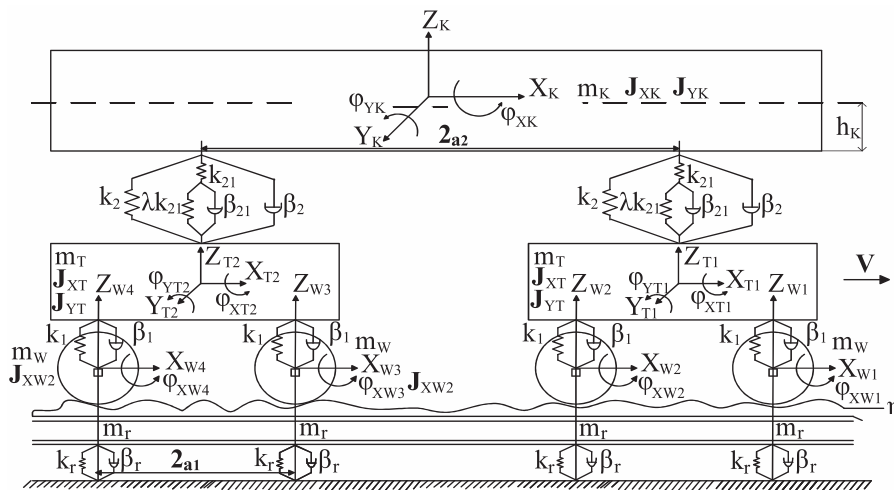 Z_K
φ_YK X_K m_K J_XK J_YK
φ_XK
Y_K 2_a2 h_K
k_21 k_21
k_2 λk_21 β_21 β_2 k_2 λk_21 β_21 β_2
m_T Z_T2 m_T Z_T1 V
J_XT φ_YT2 X_T2 J_XT φ_YT1 X_T1
J_YT Z_W4 Y_T2 φ_XT2 Z_W3 J_YT Z_W2 Y_T1 φ_XT1 Z_W1
k_1 β_1 k_1 β_1 m_W k_1 β_1 k_1 β_1 m_W
m_W X_W4 X_W3 X_W2 X_W1
J_XW2 φ_XW4 φ_XW3 J_XW2 φ_XW2 φ_XW1
m_r m_r m_r m_r
k_r β_r 2_a1 k_r β_r k_r β_r k_r β_r